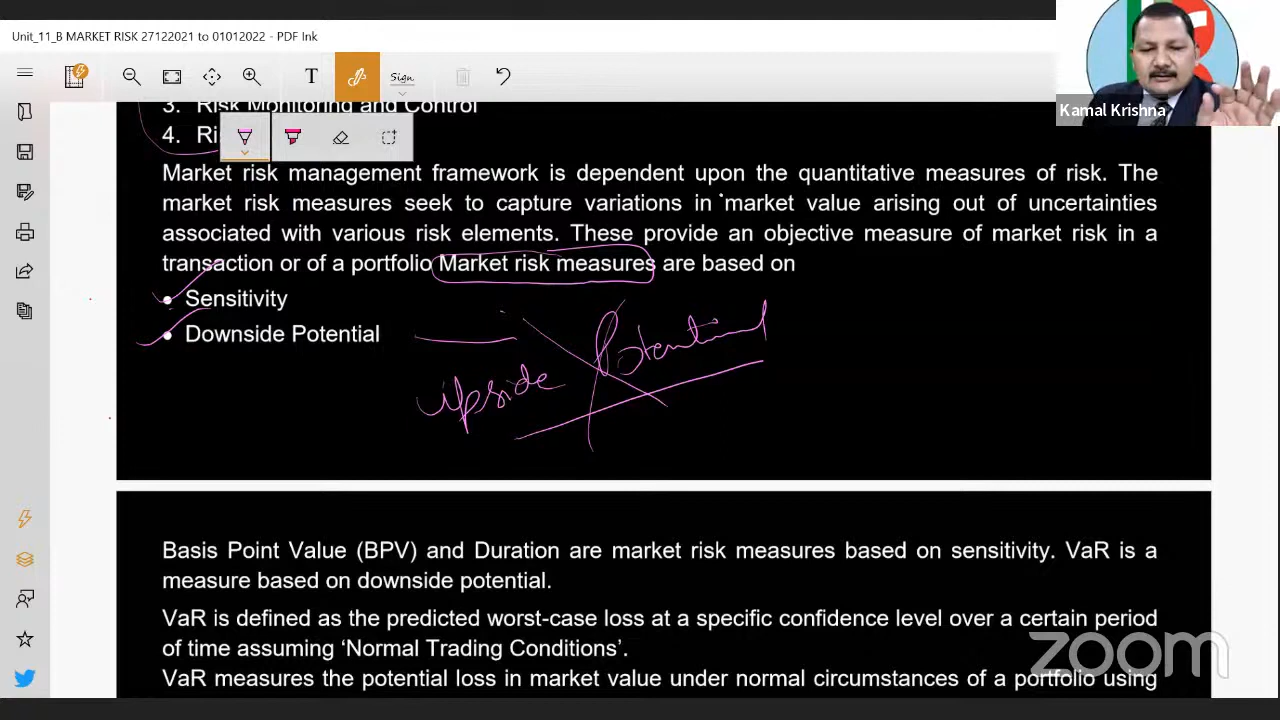 Unit_11_B MARKET RISK 27122021 to 01012022 - PDF Ink
T
Sign
Kamal Krishna
3. Risk Monitoring and Control
4. Ri
Market risk management framework is dependent upon the quantitative measures of risk. The
market risk measures seek to capture variations in market value arising out of uncertainties
associated with various risk elements. These provide an objective measure of market risk in a
transaction or of a portfolio Market risk measures are based on
• Sensitivity
• Downside Potential
Upside Potential
Basis Point Value (BPV) and Duration are market risk measures based on sensitivity. VaR is a
measure based on downside potential.
VaR is defined as the predicted worst-case loss at a specific confidence level over a certain period
of time assuming ‘Normal Trading Conditions’.
VaR measures the potential loss in market value under normal circumstances of a portfolio using
zoom